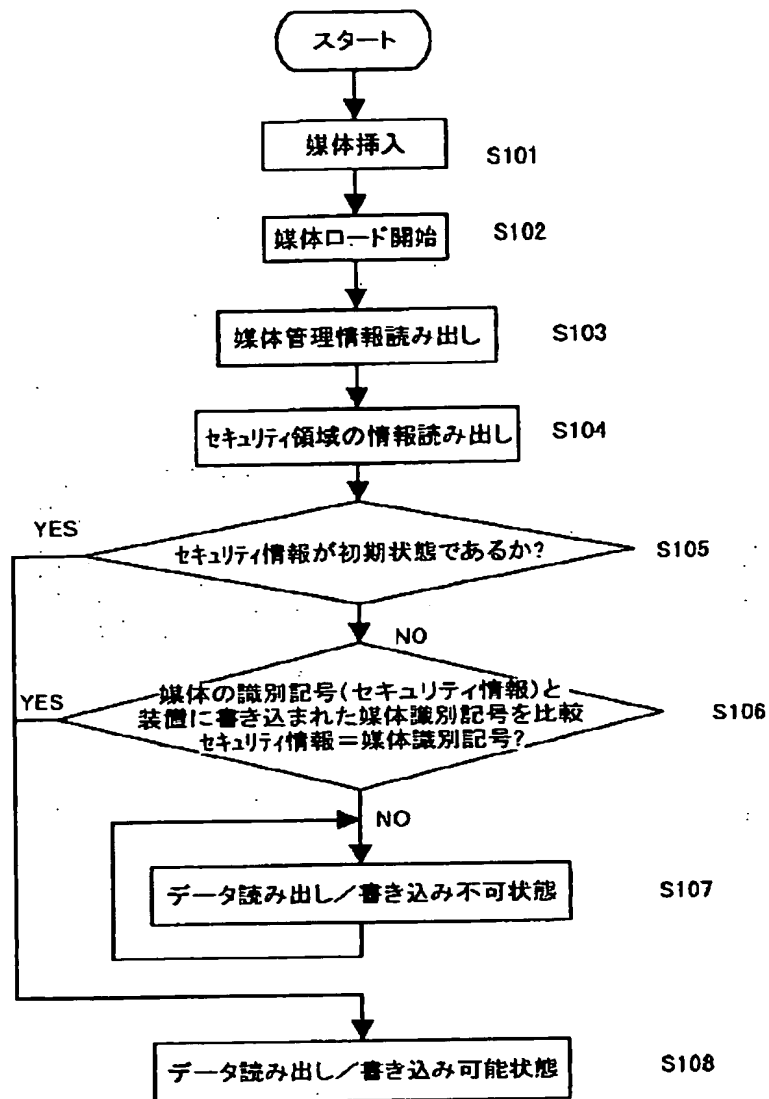 スタート
媒体挿入
S101
媒体ロード開始
S102
媒体管理情報読み出し
S103
セキュリティ領域の情報読み出し
S104
YES
セキュリティ情報が初期状態であるか?
S105
NO
YES
媒体の識別記号(セキュリティ情報)と
装置に書き込まれた媒体識別記号を比較
セキュリティ情報=媒体識別記号?
S106
NO
データ読み出し/書き込み不可状態
S107
データ読み出し/書き込み可能状態
S108